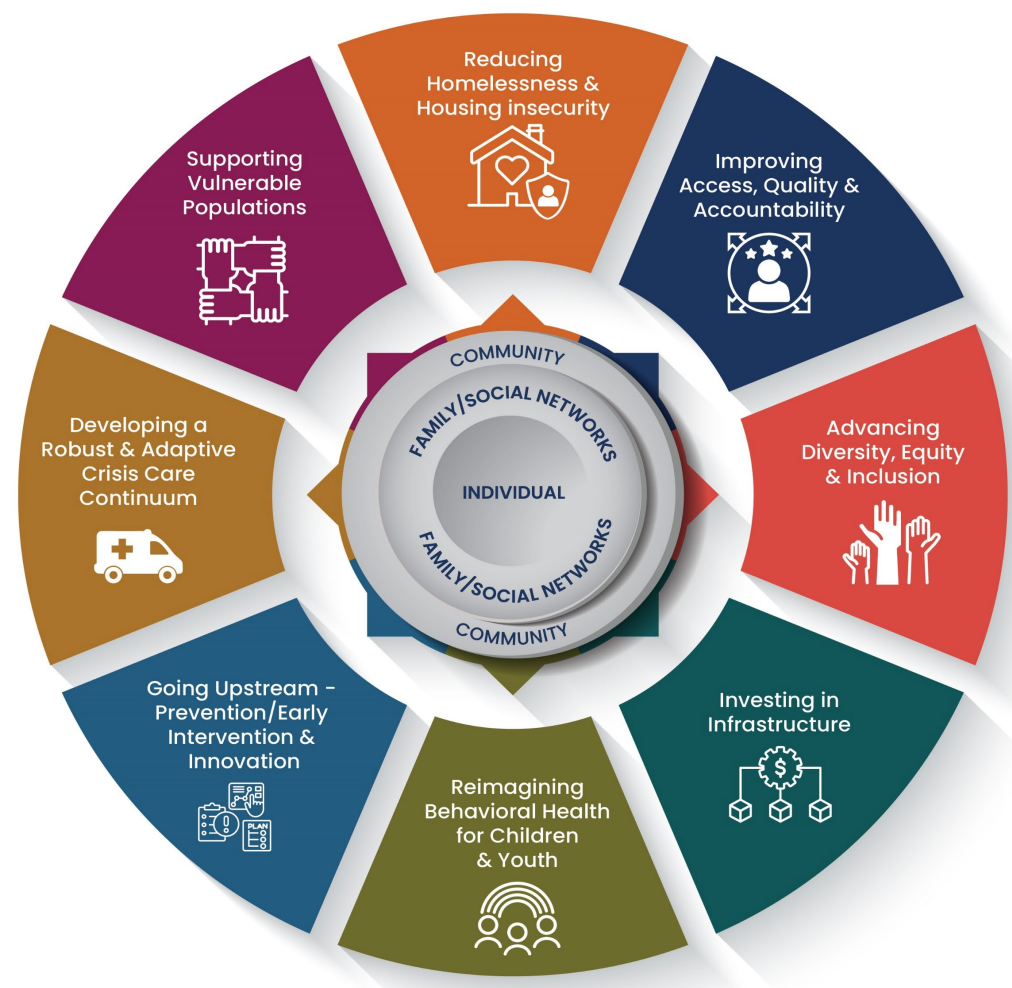 Reducing
Homelessness &
Housing insecurity
Improving
Access, Quality &
Accountability
Advancing
Diversity, Equity
& Inclusion
Investing in
Infrastructure
$
Reimagining
Behavioral Health
for Children
& Youth
Going Upstream -
Prevention/Early
Intervention &
Innovation
PLAN
Developing a
Robust & Adaptive
Crisis Care
Continuum
Supporting
Vulnerable
Populations
COMMUNITY
FAMILY/SOCIAL NETWORKS
INDIVIDUAL
FAMILY/SOCIAL NETWORKS
COMMUNITY